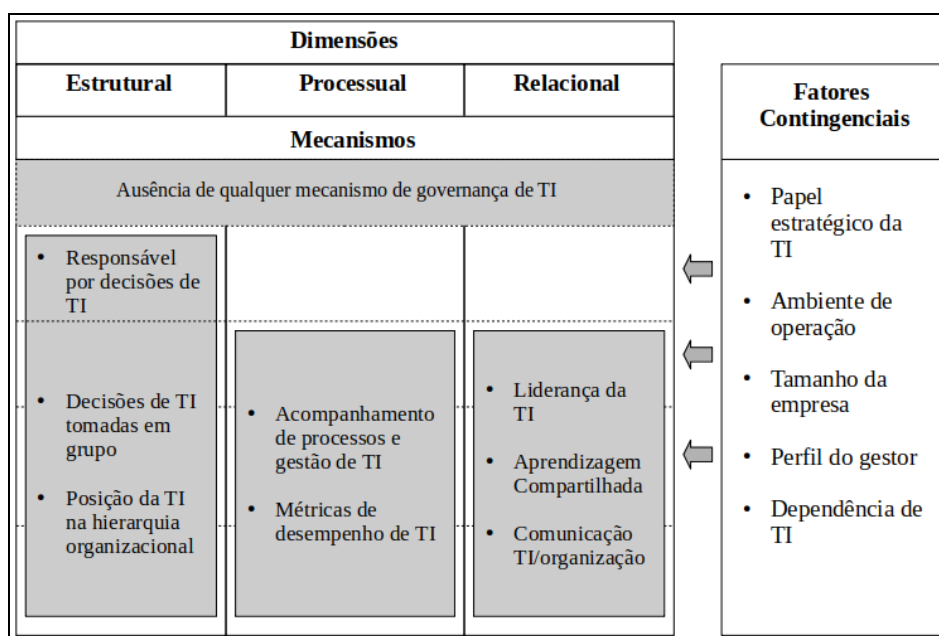 Dimensões
Estrutural
Processual
Relacional
Mecanismos
Ausência de qualquer mecanismo de governança de TI
• Responsável
por decisões de
TI
• Decisões de TI
tomadas em
grupo
• Posição da TI
na hierarquia
organizacional
• Acompanhamento
de processos e
gestão de TI
• Métricas de
desempenho de TI
• Liderança da
TI
• Aprendizagem
Compartilhada
• Comunicação
TI/organização
Fatores
Contingenciais
• Papel
estratégico da
TI
• Ambiente de
operação
• Tamanho da
empresa
• Perfil do gestor
• Dependência de
TI